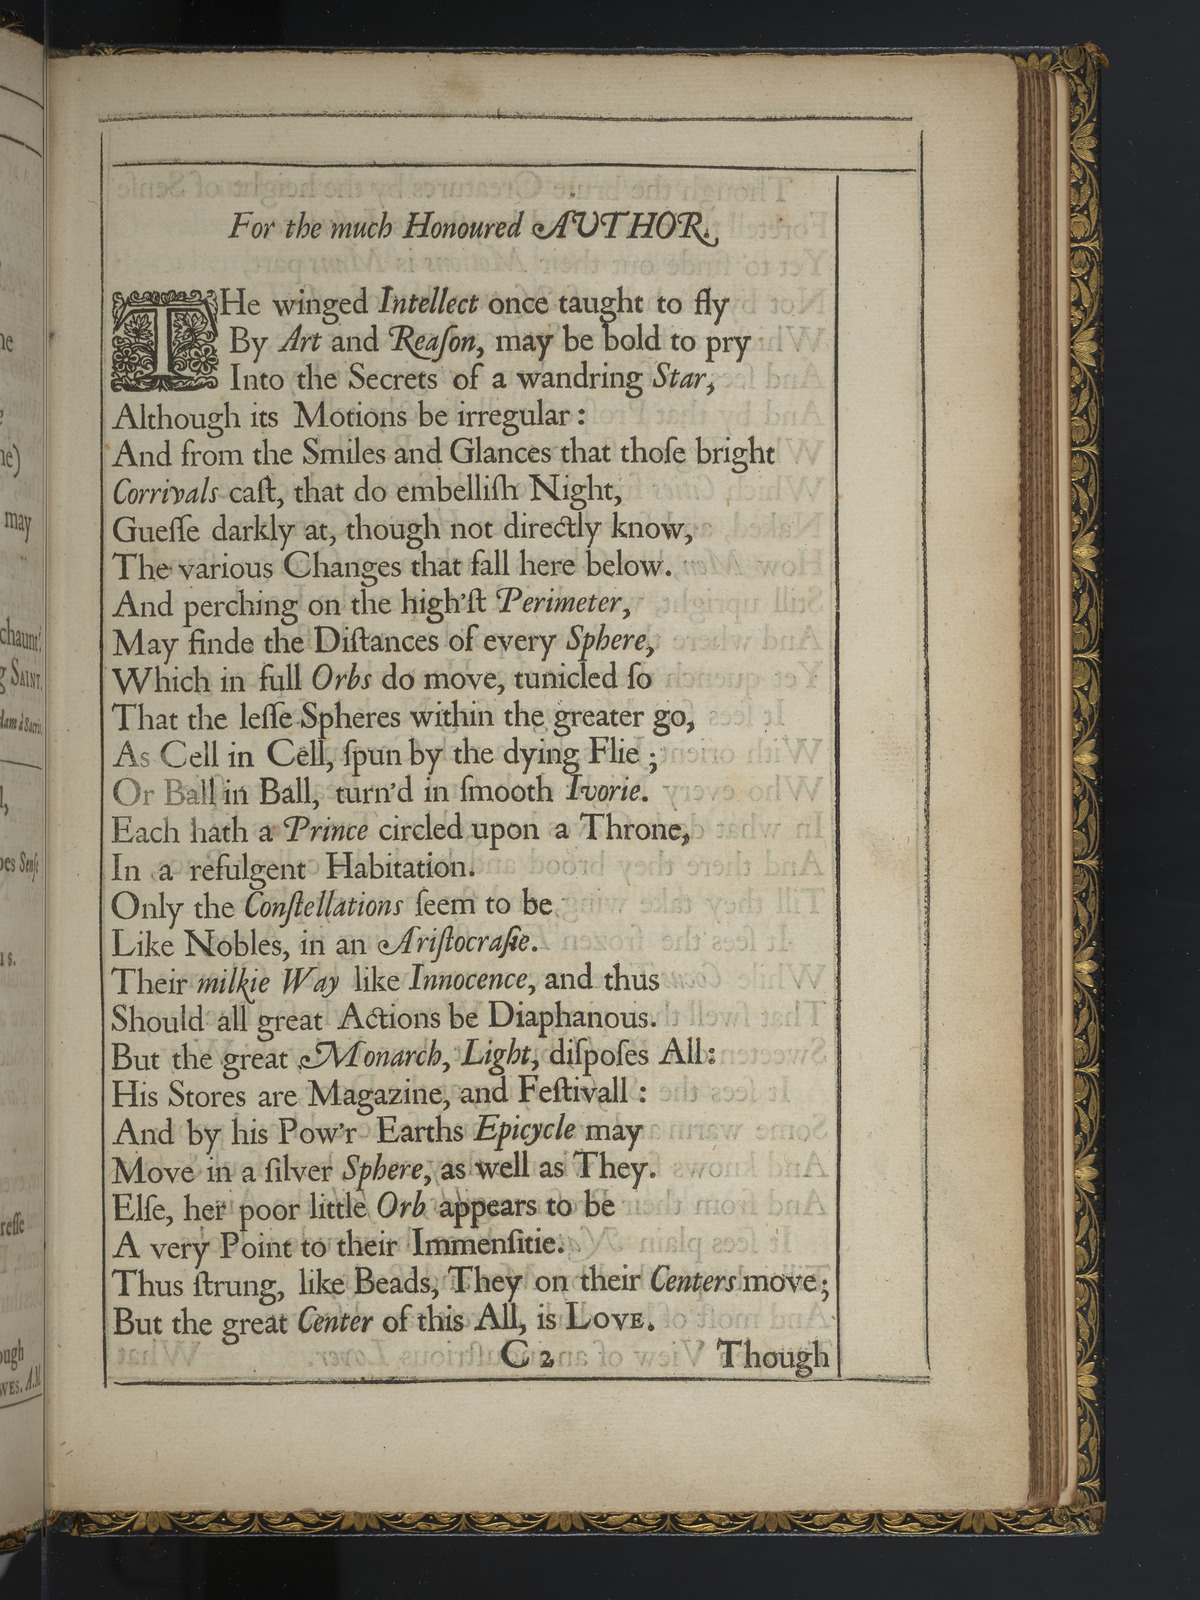 For the much Honoured AUTHOR.
THe winged Intellect once taught to fly
By Art and Reaſon, may be bold to pry
Into the Secrets of a wandring Star,
Although its Motions be irregular:
And from the Smiles and Glances that thoſe bright
Corrivals caſt, that do embelliſh Night,
Gueſſe darkly at, though not directly know,
The various Changes that fall here below.
And perching on the high'ſt Perimeter,
May finde the Diſtances of every Sphere,
Which in full Orbs do move, tunicled ſo
That the leſſe Spheres within the greater go,
As Cell in Cell, ſpun by the dying Flie;
Or Ball in Ball, turn'd in ſmooth Ivorie.
Each hath a Prince circled upon a Throne,
In a refulgent Habitation.
Only the Conſtellations ſeem to be
Like Nobles, in an Ariſtocraſie.
Their milkie Way like Innocence, and thus
Should all great Actions be Diaphanous.
But the great Monarch, Light, diſpoſes All:
His Stores are Magazine, and Feſtivall:
And by his Pow'r Earths Epicycle may
Move in a ſilver Sphere, as well as They.
Elſe, her poor little Orb appears to be
A very Point to their Immenſitie.
Thus ſtrung, like Beads, They on their Centers move;
But the great Center of this All, is LOVE.
C 2 Though